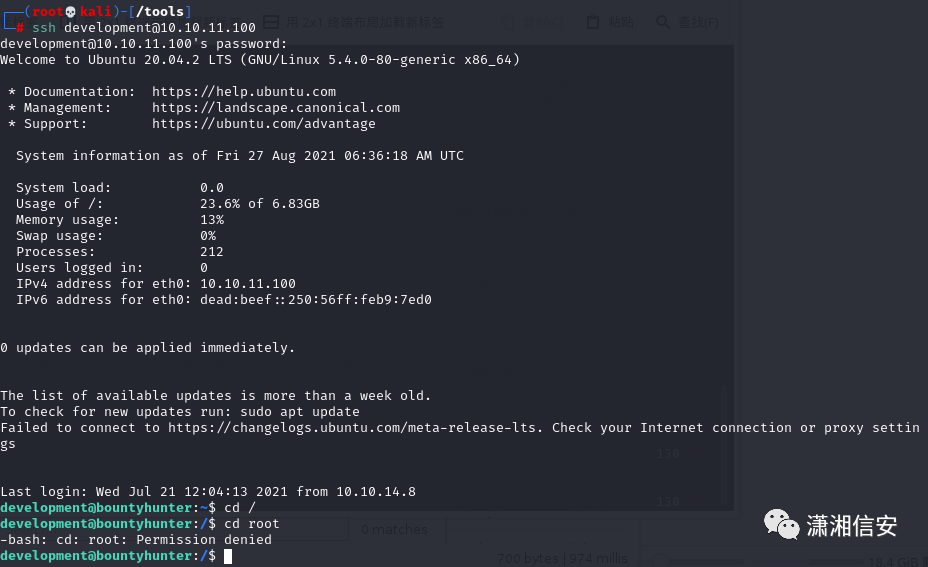 ┌──(root💀kali)-[/tools]
└─# ssh development@10.10.11.100
development@10.10.11.100's password:
Welcome to Ubuntu 20.04.2 LTS (GNU/Linux 5.4.0-80-generic x86_64)
* Documentation: https://help.ubuntu.com
* Management: https://landscape.canonical.com
* Support: https://ubuntu.com/advantage
System information as of Fri 27 Aug 2021 06:36:18 AM UTC
System load: 0.0
Usage of /: 23.6% of 6.83GB
Memory usage: 13%
Swap usage: 0%
Processes: 212
Users logged in: 0
IPv4 address for eth0: 10.10.11.100
IPv6 address for eth0: dead:beef::250:56ff:feb9:7ed0
0 updates can be applied immediately.
The list of available updates is more than a week old.
To check for new updates run: sudo apt update
Failed to connect to https://changelogs.ubuntu.com/meta-release-lts. Check your Internet connection or proxy settin
gs
130
Last login: Wed Jul 21 12:04:13 2021 from 10.10.14.8
130
development@bountyhunter:~$ cd /
development@bountyhunter:/$ cd root
-bash: cd: root: Permission denied
0 matches
development@bountyhunter:/$
700 bytes | 974 millis
18.4 GiB
潇湘信安